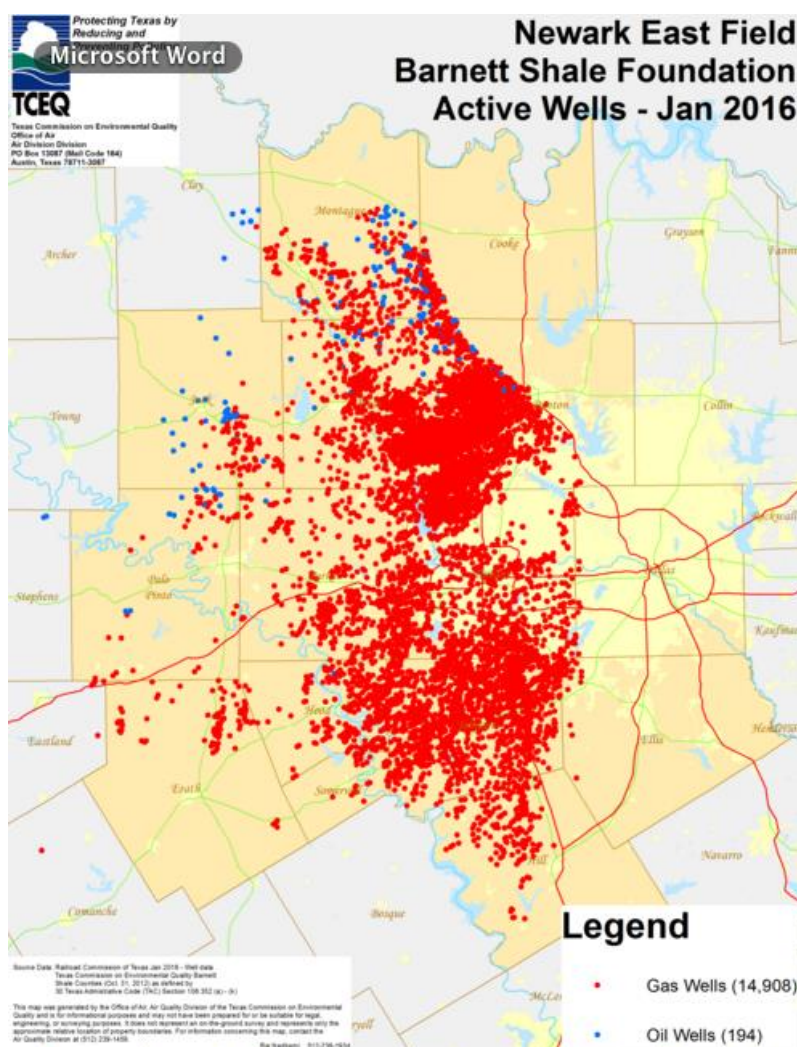 Protecting Texas by
Reducing and
Microsoft Word
TCEQ
Texas Commission on Environmental Quality
Office of Air
Air Division Division
PO Box 13087 (Mail Code 164)
Austin, Texas 78711-3087
Newark East Field
Barnett Shale Foundation
Active Wells - Jan 2016
Clay
Montague
Cooke
Grayson
Archer
Young
Collin
Stephens
Palo
Pinto
Eastland
Hood
Ellis
Erath
Navarro
Hill
Comanche
Bosque
Legend
Gas Wells (14,908)
Oil Wells (194)
Source Data: Railroad Commission of Texas Jan 2016 - Well data
Texas Commission on Environmental Quality Barnett
Shale Counties (Oct. 31, 2012) as defined by
30 Texas Administrative Code (TAC) Section 106.352 (a) - (k)
This map was generated by the Office of Air, Air Quality Division of the Texas Commission on Environmental
Quality and is for informational purposes and may not have been prepared for or be suitable for legal,
engineering, or surveying purposes. It does not represent an on-the-ground survey and represents only the
approximate relative location of property boundaries. For information concerning this map, contact the
Air Quality Division at (512) 239-1459.